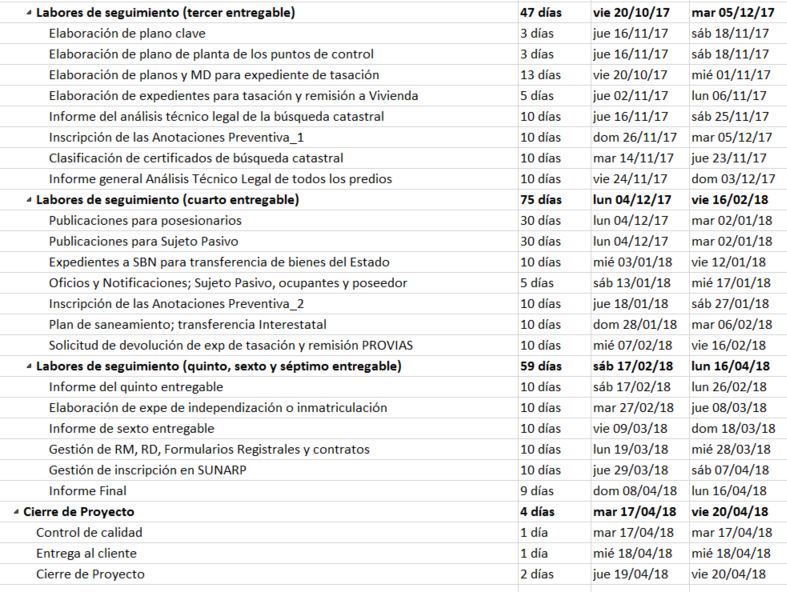 Labores de seguimiento (tercer entregable) 47 días vie 20/10/17 mar 05/12/17
Elaboración de plano clave 3 días jue 16/11/17 sáb 18/11/17
Elaboración de plano de planta de los puntos de control 3 días jue 16/11/17 sáb 18/11/17
Elaboración de planos y MD para expediente de tasación 13 días vie 20/10/17 mié 01/11/17
Elaboración de expedientes para tasación y remisión a Vivienda 5 días jue 02/11/17 lun 06/11/17
Informe del análisis técnico legal de la búsqueda catastral 10 días jue 16/11/17 sáb 25/11/17
Inscripción de las Anotaciones Preventiva_1 10 días dom 26/11/17 mar 05/12/17
Clasificación de certificados de búsqueda catastral 10 días mar 14/11/17 jue 23/11/17
Informe general Análisis Técnico Legal de todos los predios 10 días vie 24/11/17 dom 03/12/17
Labores de seguimiento (cuarto entregable) 75 días lun 04/12/17 vie 16/02/18
Publicaciones para posesionarios 30 días lun 04/12/17 mar 02/01/18
Publicaciones para Sujeto Pasivo 30 días lun 04/12/17 mar 02/01/18
Expedientes a SBN para transferencia de bienes del Estado 10 días mié 03/01/18 vie 12/01/18
Oficios y Notificaciones; Sujeto Pasivo, ocupantes y poseedor 5 días sáb 13/01/18 mié 17/01/18
Inscripción de las Anotaciones Preventiva_2 10 días jue 18/01/18 sáb 27/01/18
Plan de saneamiento; transferencia Interestatal 10 días dom 28/01/18 mar 06/02/18
Solicitud de devolución de exp de tasación y remisión PROVIAS 10 días mié 07/02/18 vie 16/02/18
Labores de seguimiento (quinto, sexto y séptimo entregable) 59 días sáb 17/02/18 lun 16/04/18
Informe del quinto entregable 10 días sáb 17/02/18 lun 26/02/18
Elaboración de expe de independización o inmatriculación 10 días mar 27/02/18 jue 08/03/18
Informe de sexto entregable 10 días vie 09/03/18 dom 18/03/18
Gestión de RM, RD, Formularios Registrales y contratos 10 días lun 19/03/18 mié 28/03/18
Gestión de inscripción en SUNARP 10 días jue 29/03/18 sáb 07/04/18
Informe Final 9 días dom 08/04/18 lun 16/04/18
Cierre de Proyecto 4 días mar 17/04/18 vie 20/04/18
Control de calidad 1 día mar 17/04/18 mar 17/04/18
Entrega al cliente 1 día mié 18/04/18 mié 18/04/18
Cierre de Proyecto 2 días jue 19/04/18 vie 20/04/18